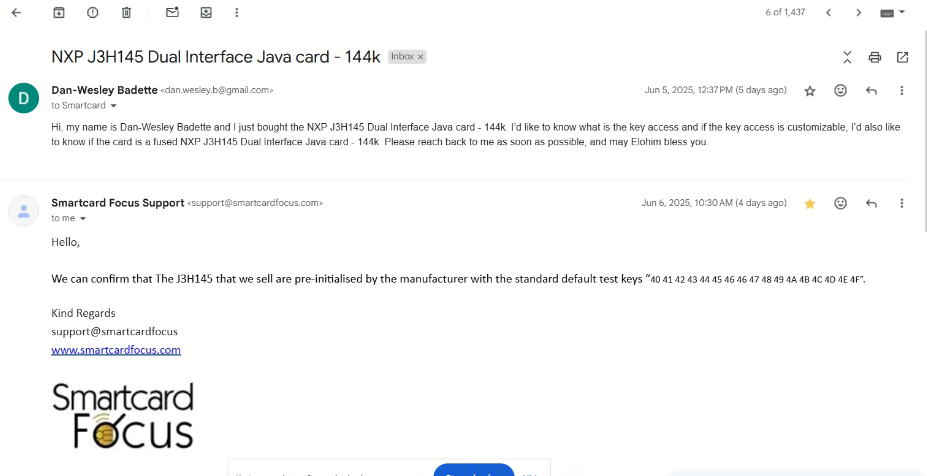 6 of 1,437
NXP J3H145 Dual Interface Java card - 144k Inbox ×
D
Dan-Wesley Badette <dan.wesley.b@gmail.com>
Jun 5, 2025, 12:37 PM (5 days ago)
to Smartcard
Hi, my name is Dan-Wesley Badette and I just bought the NXP J3H145 Dual Interface Java card - 144k. I'd like to know what is the key access and if the key access is customizable, I'd also like
to know if the card is a fused NXP J3H145 Dual Interface Java card - 144k. Please reach back to me as soon as possible, and may Elohim bless you.
Smartcard Focus Support <support@smartcardfocus.com>
Jun 6, 2025, 10:30 AM (4 days ago)
to me
Hello,
We can confirm that The J3H145 that we sell are pre-initialised by the manufacturer with the standard default test keys "40 41 42 43 44 45 46 46 47 48 49 4A 4B 4C 4D 4E 4F".
Kind Regards
support@smartcardfocus
www.smartcardfocus.com
Smartcard
Focus